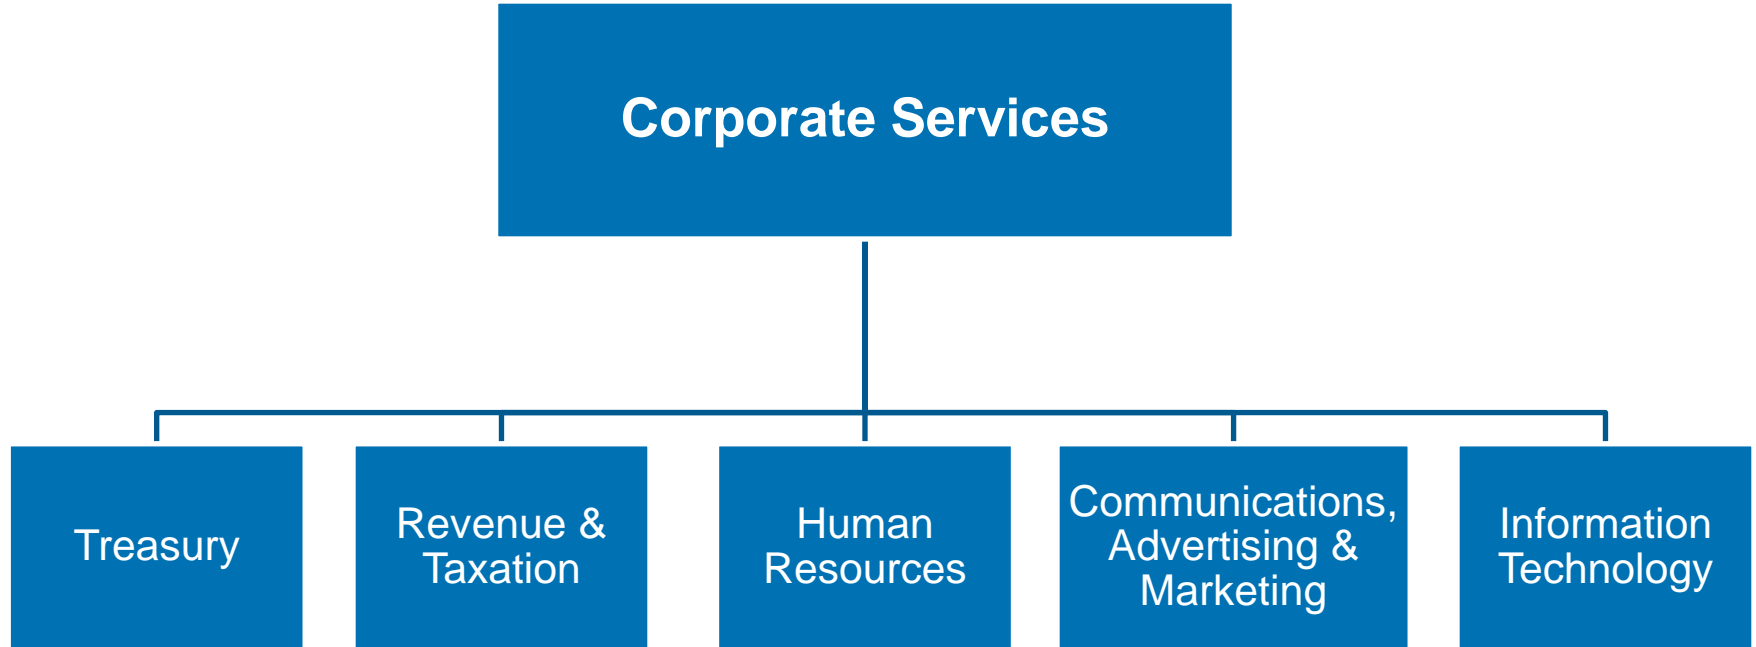 Corporate Services
Treasury
Revenue &
Taxation
Human
Resources
Communications,
Advertising &
Marketing
Information
Technology